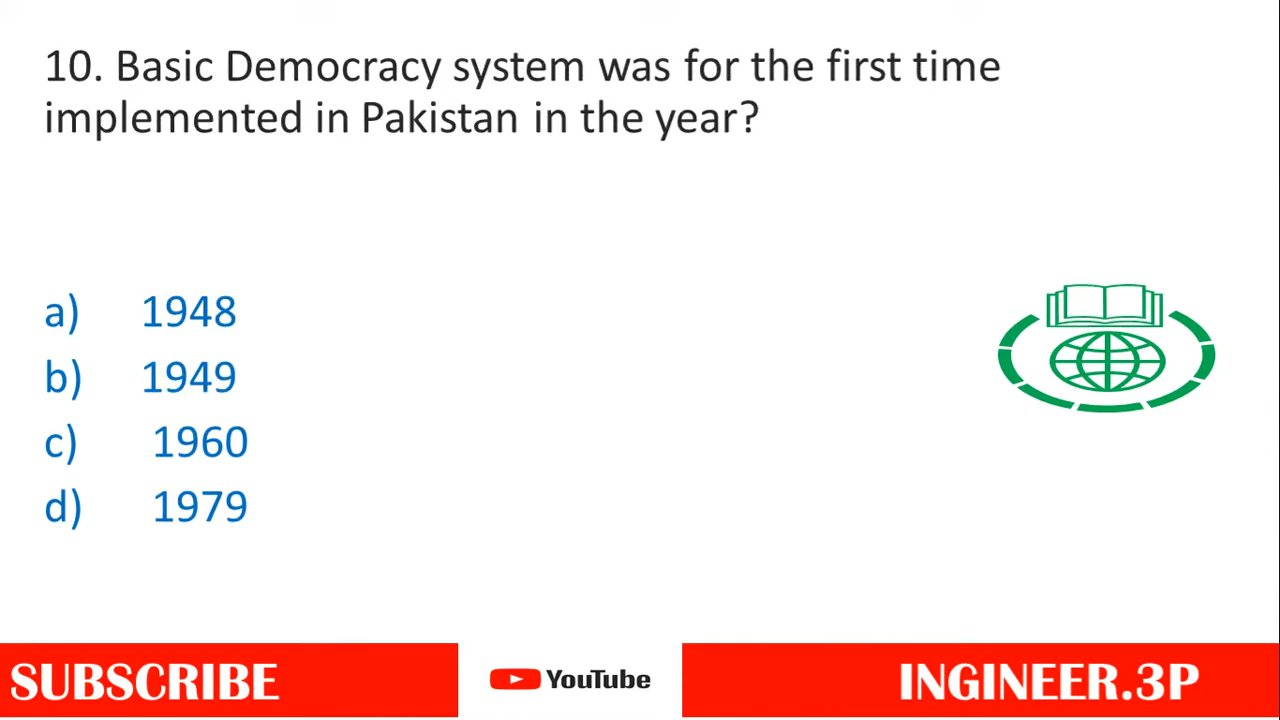 10. Basic Democracy system was for the first time
implemented in Pakistan in the year?
a) 1948
b) 1949
c) 1960
d) 1979
SUBSCRIBE YouTube INGINEER.3P